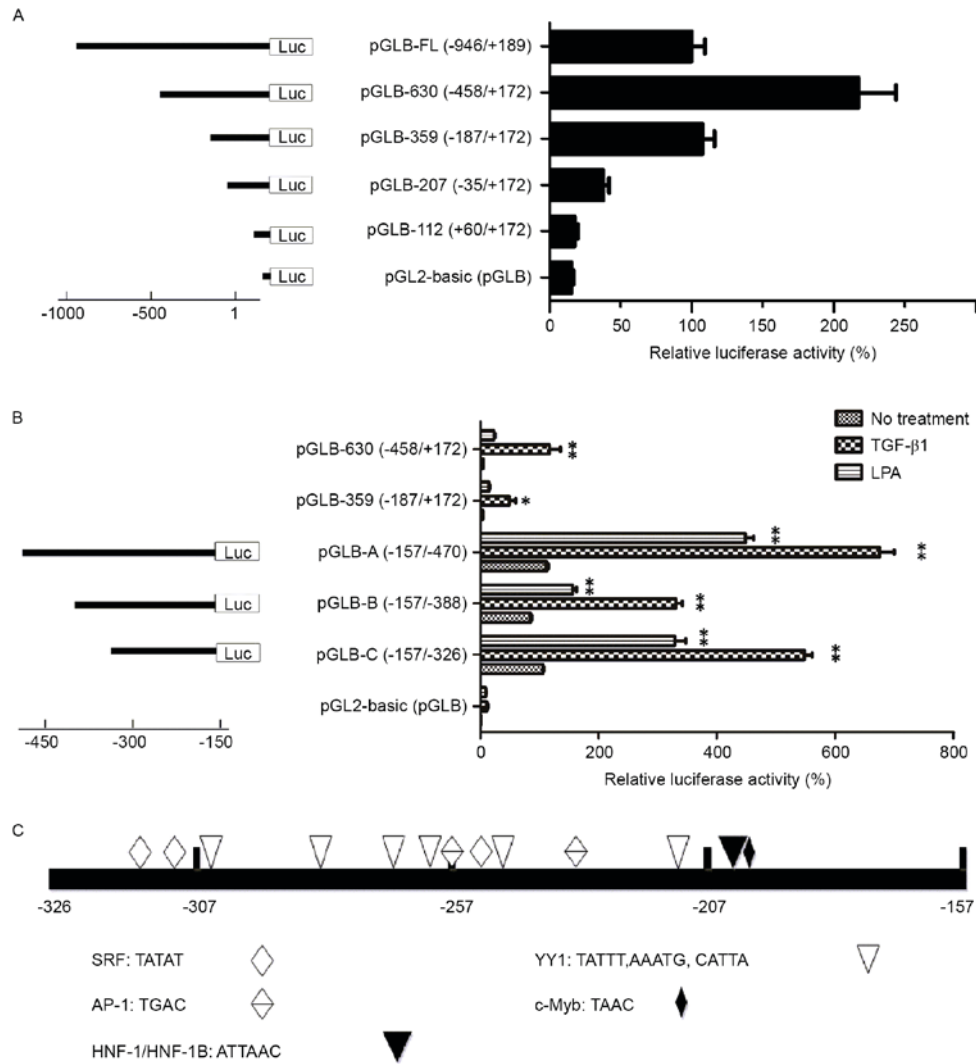 A
Luc
pGLB-FL (-946/+189)
Luc
pGLB-630 (-458/+172)
Luc
pGLB-359 (-187/+172)
Luc
pGLB-207 (-35/+172)
Luc
pGLB-112 (+60/+172)
Luc
pGL2-basic (pGLB)
-1000 -500 1
0 50 100 150 200 250
Relative luciferase activity (%)
B
No treatment
TGF-β1
LPA
pGLB-630 (-458/+172)
**
pGLB-359 (-187/+172)
*
Luc
pGLB-A (-157/-470)
**
**
Luc
pGLB-B (-157/-388)
**
**
Luc
pGLB-C (-157/-326)
**
**
pGL2-basic (pGLB)
-450 -300 -150
0 200 400 600 800
Relative luciferase activity (%)
C
-326 -307 -257 -207 -157
SRF: TATAT
YY1: TATTT,AAATG, CATTA
AP-1: TGAC
c-Myb: TAAC
HNF-1/HNF-1B: ATTAAC